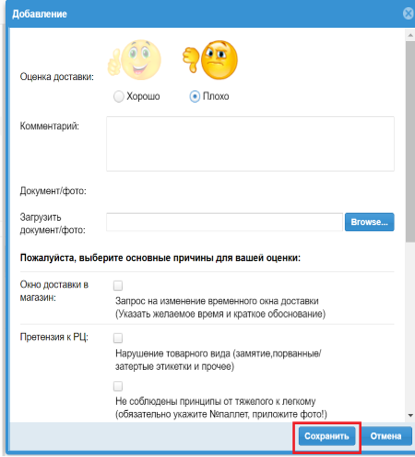 Добавление
Оценка доставки:
Хорошо Плохо
Комментарий:
Документ/фото:
Загрузить
документ/фото:
Browse...
Пожалуйста, выберите основные причины для вашей оценки:
Окно доставки в
магазин:
Запрос на изменение временного окна доставки
(Указать желаемое время и краткое обоснование)
Претензия к РЦ:
Нарушение товарного вида (замятие,порванные/
затертые этикетки и прочее)
Не соблюдены принципы от тяжелого к легкому
(обязательно укажите №паллет, приложите фото!)
Сохранить Отмена